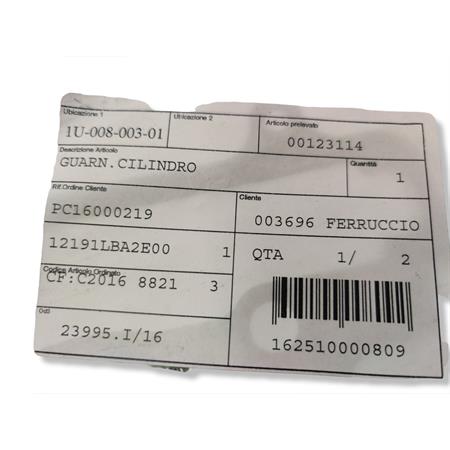 Ubicazione 1
Ubicazione 2
Articolo prelevato
1U-008-003-01
00123114
Descrizione Articolo
Quantità
GUARN.CILINDRO
1
Rif.Ordine Cliente
Cliente
PC16000219
003696 FERRUCCIO
12191LBA2E00 1
QTA 1/ 2
Codice Articolo Ordinato
CF:C2016 8821 3
Odl
23995.I/16
162510000809